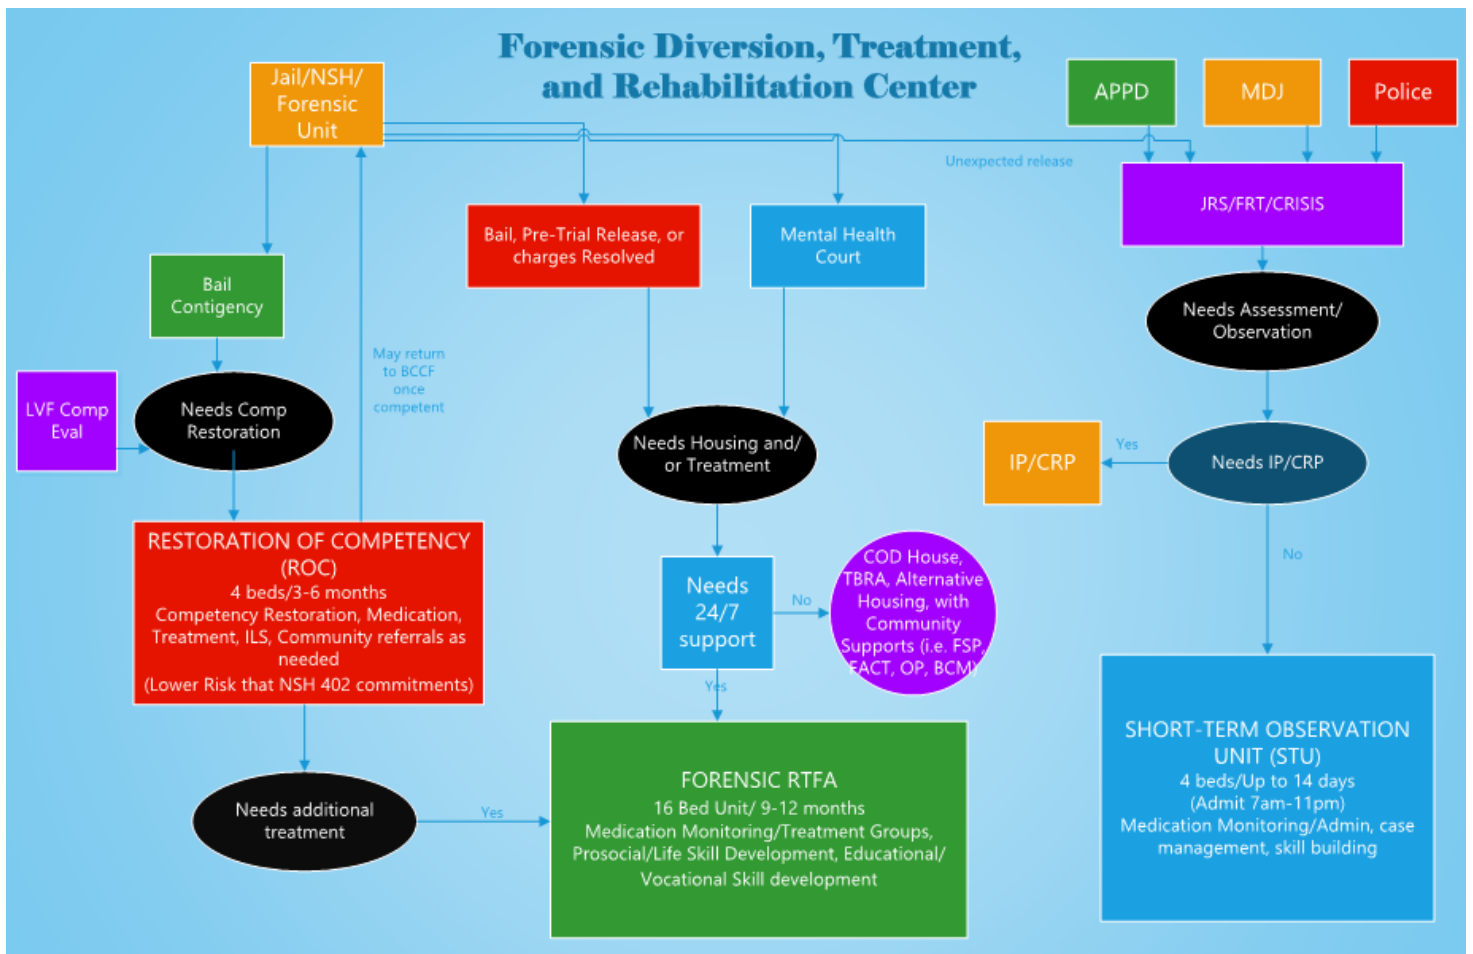 Forensic Diversion, Treatment,
and Rehabilitation Center
Jail/NSH/
Forensic
Unit
APPD
MDJ
Police
Unexpected release
JRS/FRT/CRISIS
Bail, Pre-Trial Release, or
charges Resolved
Mental Health
Court
Bail
Contigency
Needs Assessment/
Observation
May return
to BCCF
once
competent
LVF Comp
Eval
Needs Comp
Restoration
Needs Housing and/
or Treatment
IP/CRP
Yes
Needs IP/CRP
RESTORATION OF COMPETENCY
(ROC)
4 beds/3-6 months
Competency Restoration, Medication,
Treatment, ILS, Community referrals as
needed
(Lower Risk that NSH 402 commitments)
Needs
24/7
support
No
COD House,
TBRA, Alternative
Housing, with
Community
Supports (i.e. FSP,
FACT, OP, BCM)
No
Yes
SHORT-TERM OBSERVATION
UNIT (STU)
4 beds/Up to 14 days
(Admit 7am-11pm)
Medication Monitoring/Admin, case
management, skill building
Needs additional
treatment
Yes
FORENSIC RTFA
16 Bed Unit/ 9-12 months
Medication Monitoring/Treatment Groups,
Prosocial/Life Skill Development, Educational/
Vocational Skill development